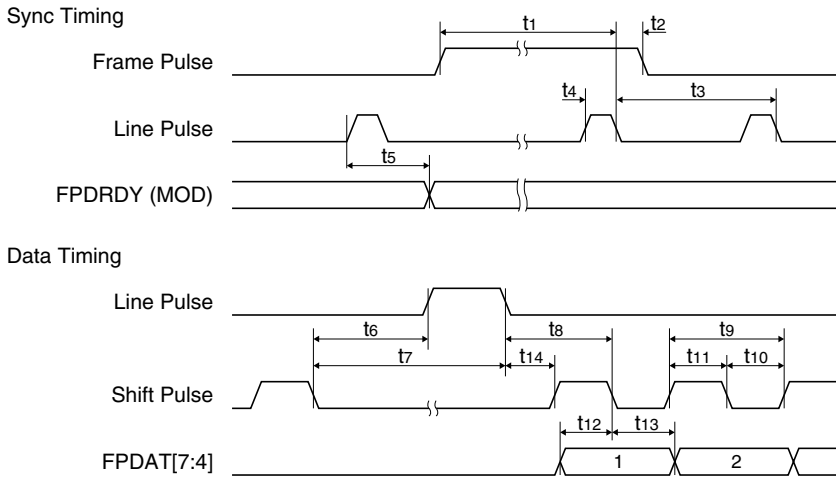 Sync Timing
t1 t2
Frame Pulse
t4 t3
Line Pulse
t5
FPDRDY (MOD)
Data Timing
Line Pulse
t6 t8 t9
t7 t14 t11 t10
Shift Pulse
t12 t13
FPDAT[7:4] 1 2